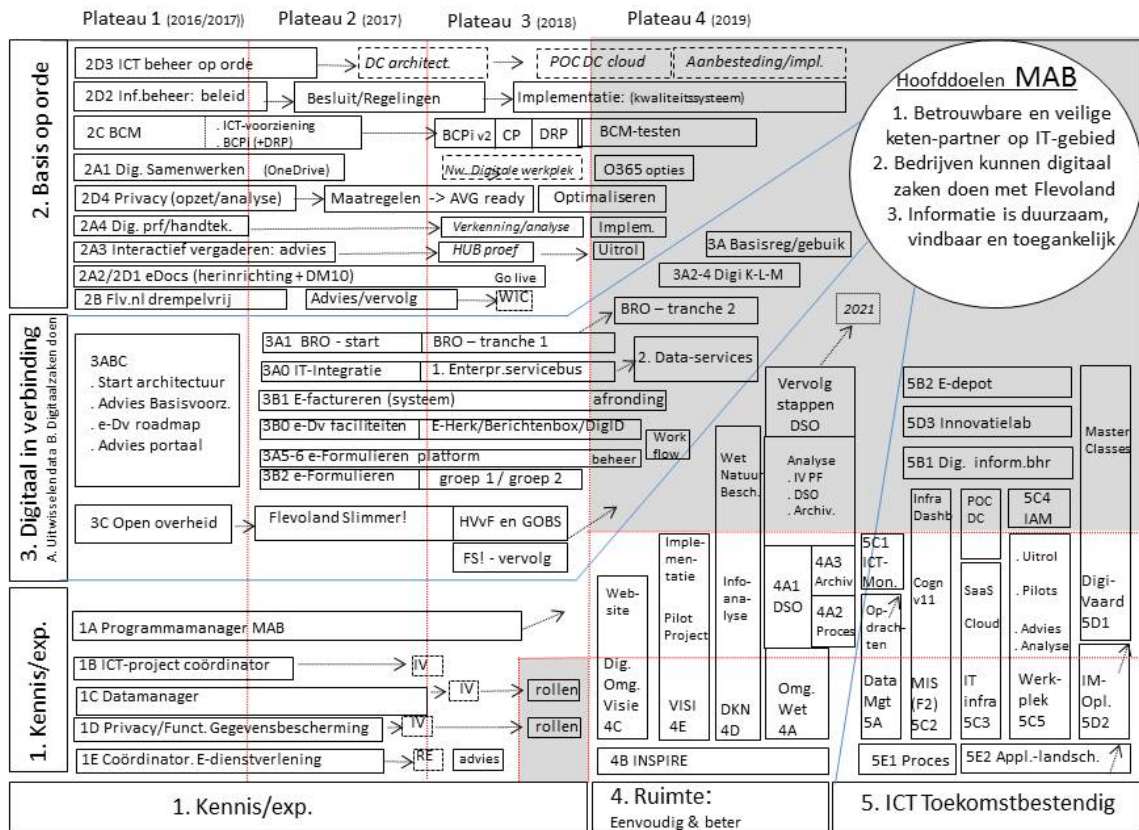 Plateau 1 (2016/2017))
Plateau 2 (2017)
Plateau 3 (2018)
Plateau 4 (2019)
2. Basis op orde
2D3 ICT beheer op orde
DC architect.
POC DC cloud
Aanbesteding/impl.
2D2 Inf.beheer: beleid
Besluit/Regelingen
Implementatie: (kwaliteitssysteem)
2C BCM
. ICT-voorziening
. BCPi (+DRP)
BCPi v2
CP
DRP
BCM-testen
2A1 Dig. Samenwerken (OneDrive)
Nw. Digitale werkplek
O365 opties
2D4 Privacy (opzet/analyse)
Maatregelen -> AVG ready
Optimaliseren
2A4 Dig. prf/handtek.
Verkenning/analyse
Implem.
2A3 Interactief vergaderen: advies
HUB proef
Uitrol
3A Basisreg/gebuik
2A2/2D1 eDocs (herinrichting+DM10)
Go live
3A2-4 Digi K-L-M
2B Flv.nl drempelvrij
Advies/vervolg
WIC
Hoofddoelen MAB
1. Betrouwbare en veilige
keten-partner op IT-gebied
2. Bedrijven kunnen digitaal
zaken doen met Flevoland
3. Informatie is duurzaam,
vindbaar en toegankelijk
3. Digitaal in verbinding
A. Uitwisselen data B. Digitaalzaken doen
3ABC
. Start architectuur
. Advies Basisvoorz.
. e-Dv roadmap
. Advies portaal
BRO – tranche 2
2021
3A1 BRO - start
BRO – tranche 1
3A0 IT-Integratie
1. Enterpr.servicebus
2. Data-services
3B1 E-factureren (systeem)
afronding
3B0 e-Dv faciliteiten
E-Herk/Berichtenbox/DigID
3A5-6 e-Formulieren platform
beheer
Work
flow
3B2 e-Formulieren
groep 1 / groep 2
3C Open overheid
Flevoland Slimmer!
HVvF en GOBS
FS! - vervolg
Wet
Natuur
Besch.
Vervolg
stappen
DSO
Analyse
. IV PF
. DSO
. Archiv.
5B2 E-depot
5D3 Innovatielab
5B1 Dig. inform.bhr
Master
Classes
Infra
Dashb
POC
DC
5C4
IAM
1. Kennis/exp.
1A Programmamanager MAB
1B ICT-project coördinator
IV
1C Datamanager
IV
rollen
1D Privacy/Funct. Gegevensbescherming
IV
rollen
1E Coördinator. E-dienstverlening
RE
advies
Web-
site
Dig.
Omg.
Visie
4C
Imple-
mentatie
Pilot
Project
VISI
4E
Info-
analyse
DKN
4D
4A1
DSO
4A3
Archiv
4A2
Proces
Omg.
Wet
4A
5C1
ICT-
Mon.
Op-
drach-
ten
Data
Mgt
5A
Cogn
v11
MIS
(F2)
5C2
SaaS
Cloud
IT
infra
5C3
. Uitrol
. Pilots
. Advies
. Analyse
Werk-
plek
5C5
Digi-
Vaard
5D1
IM-
Opl.
5D2
4B INSPIRE
5E1 Proces
5E2 Appl.-landsch.
1. Kennis/exp.
4. Ruimte:
Eenvoudig & beter
5. ICT Toekomstbestendig